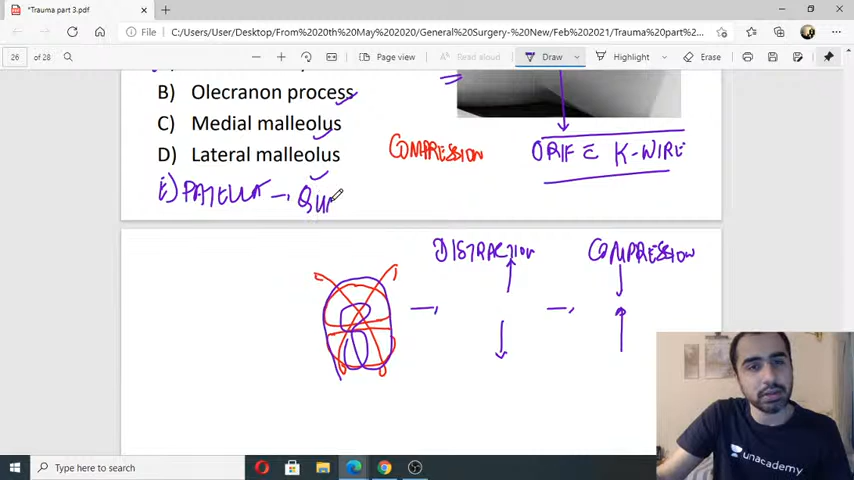 *Trauma part 3.pdf
File
C:/Users/User/Desktop/From%2020th%20May%202020/General%20Surgery-%20New/Feb%202021/Trauma%20part...
26 of 28
Page view
Read aloud
Draw
Highlight
Erase
B) Olecranon process
C) Medial malleolus
D) Lateral malleolus
E) PATELLA
COMPRESSION
ORIF K-WIRE
DISTRACTION
COMPRESSION
unacademy
Type here to search